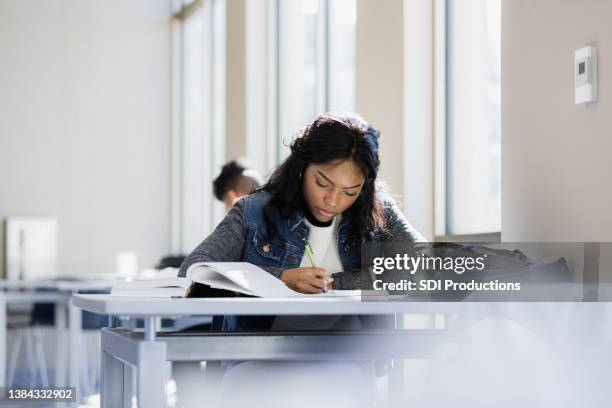 gettyimages
Credit: SDI Productions
1384332902